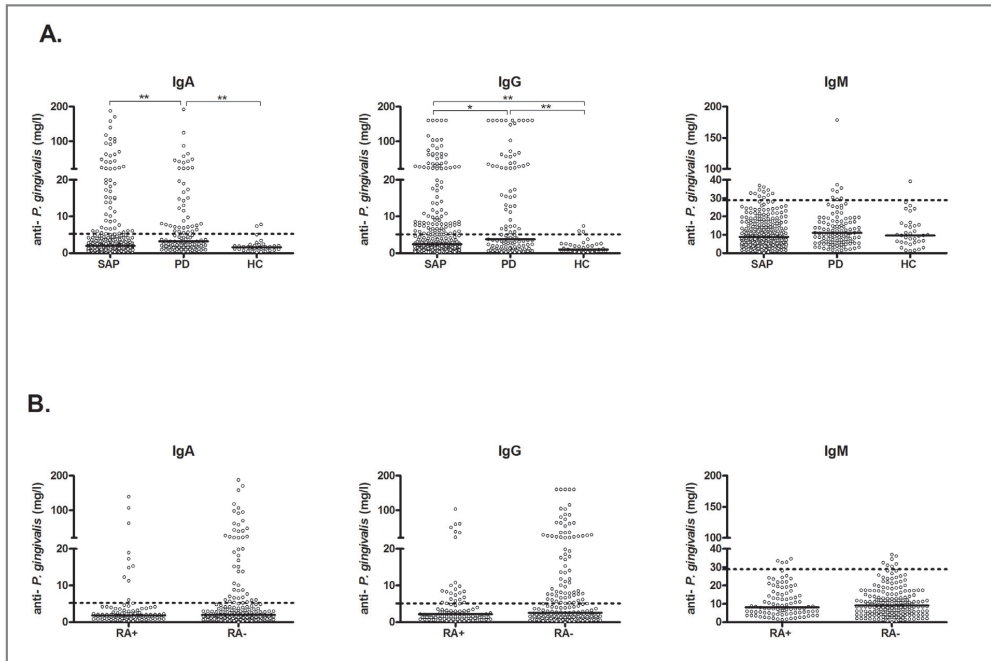 A.
IgA
anti- P. gingivalis (mg/l)
200
100
20
10
0
**
**
SAP
PD
HC
IgG
anti- P. gingivalis (mg/l)
200
100
20
10
0
**
*
**
SAP
PD
HC
IgM
anti- P. gingivalis (mg/l)
200
150
100
40
30
20
10
0
SAP
PD
HC
B.
IgA
anti- P. gingivalis (mg/l)
200
100
20
10
0
RA+
RA-
IgG
anti- P. gingivalis (mg/l)
200
100
20
10
0
RA+
RA-
IgM
anti- P. gingivalis (mg/l)
200
150
100
40
30
20
10
0
RA+
RA-